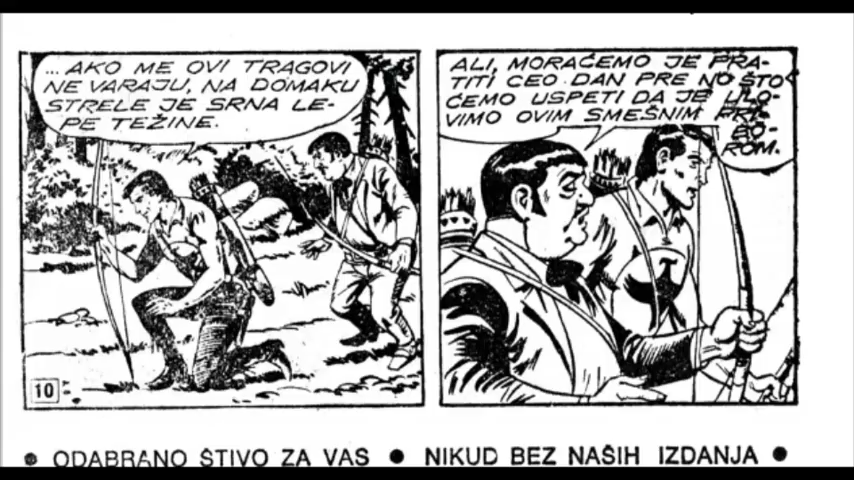 ... AKO ME OVI TRAGOVI
NE VARAJU, NA DOMAKU
STRELE JE SRNA LE-
PE TEŽINE.
ALI, MORAĆEMO JE PRA-
TITI CEO DAN PRE NO ŠTO
ĆEMO USPETI DA JE ULO-
VIMO OVIM SMEŠNIM PRI-
BO-
ROM.
T
10
• ODABRANO ŠTIVO ZA VAS • NIKUD BEZ NAŠIH IZDANJA •